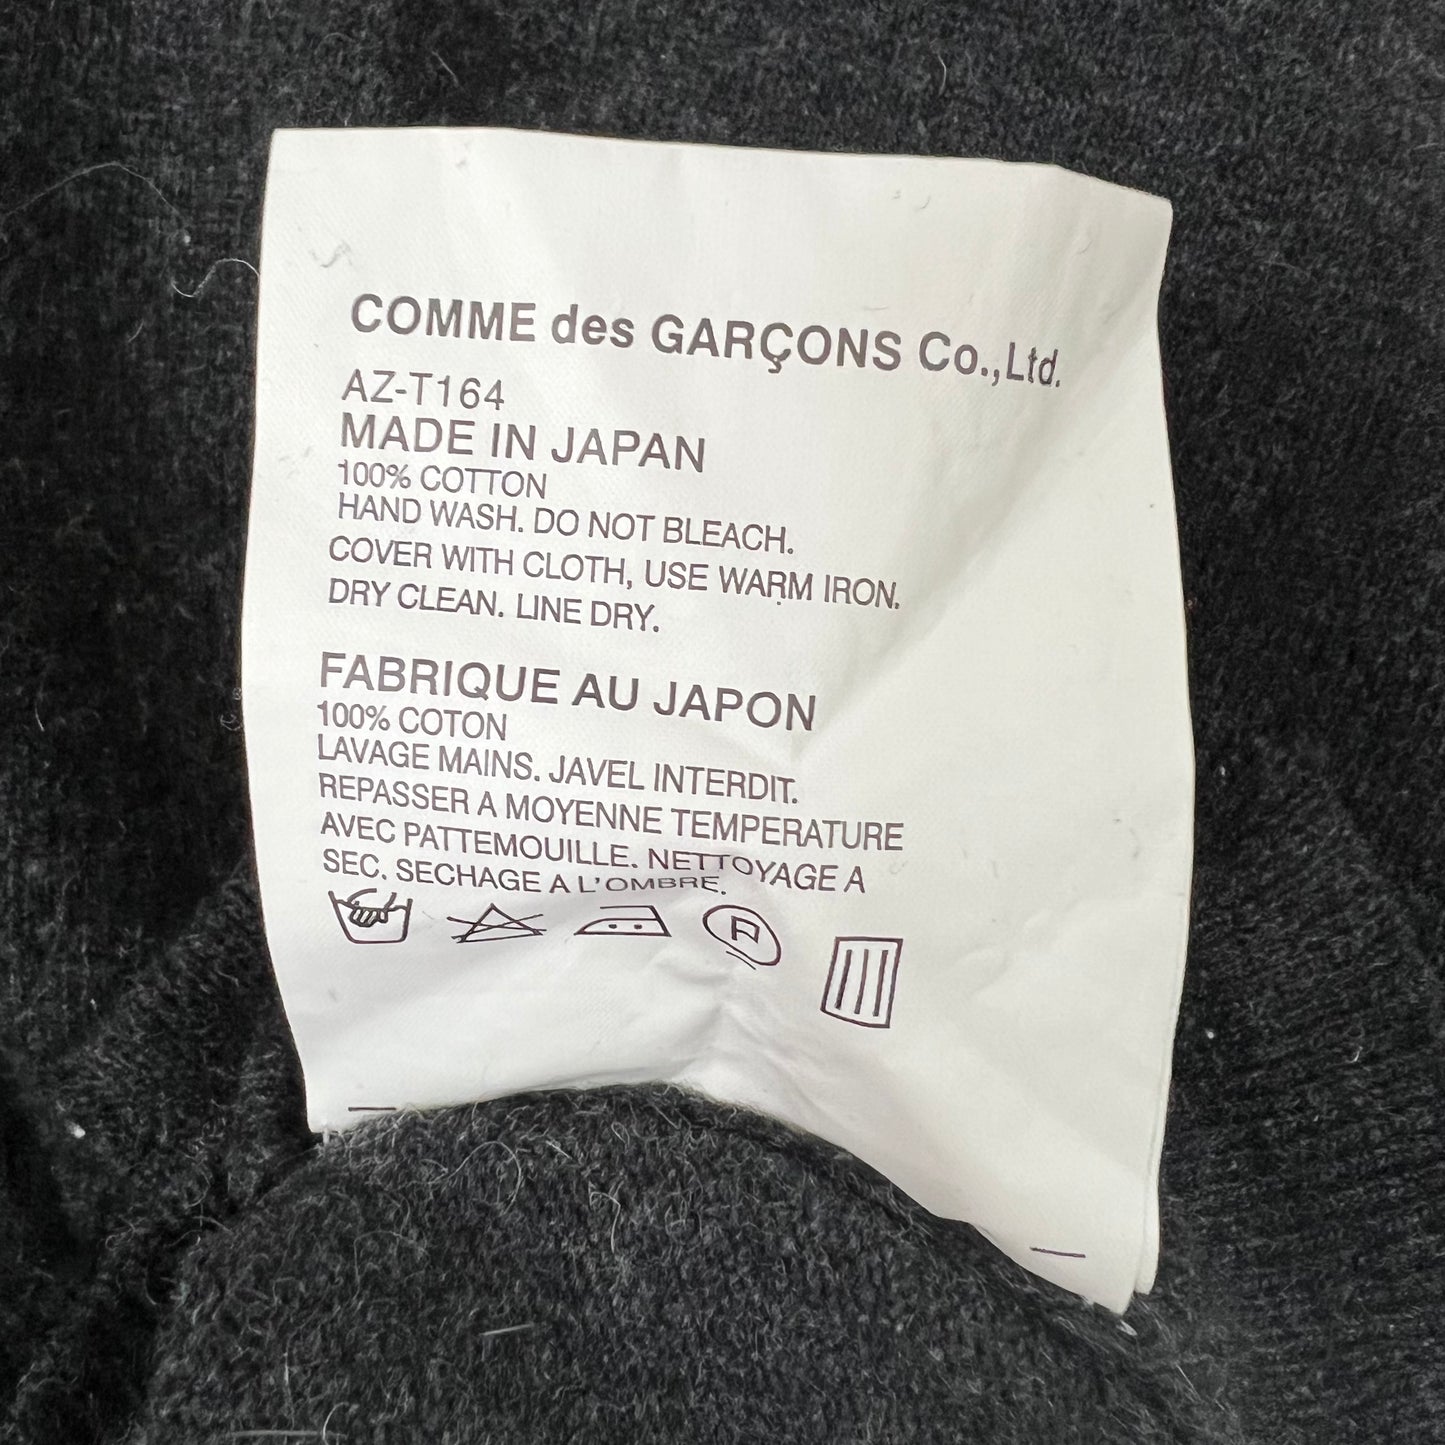 COMME des GARÇONS Co.,Ltd.
AZ-T164
MADE IN JAPAN
100% COTTON
HAND WASH. DO NOT BLEACH.
COVER WITH CLOTH, USE WARM IRON.
DRY CLEAN. LINE DRY.
FABRIQUE AU JAPON
100% COTON
LAVAGE MAINS. JAVEL INTERDIT.
REPASSER A MOYENNE TEMPERATURE
AVEC PATTEMOUILLE. NETTOYAGE A
SEC. SECHAGE A L'OMBRE.
A